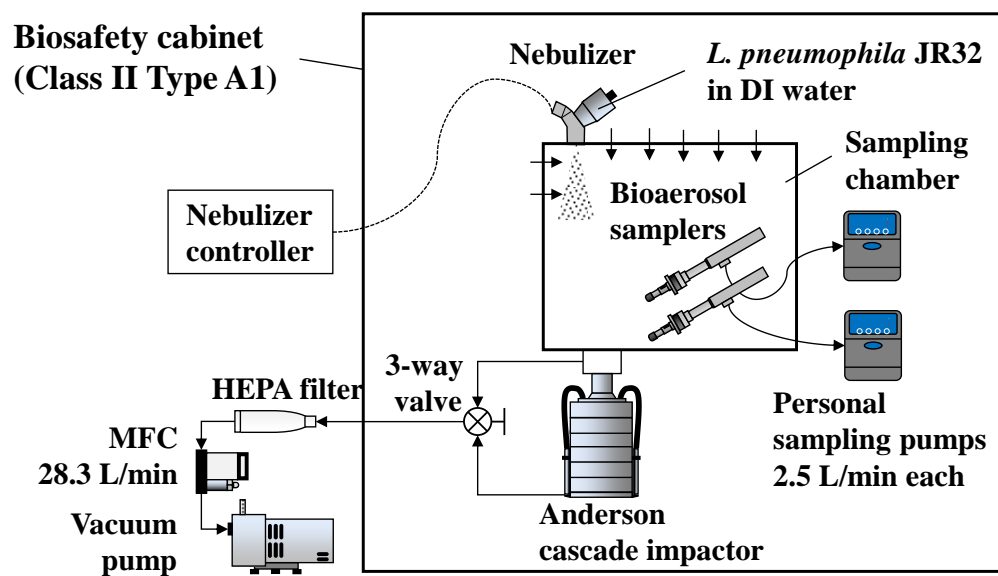 Biosafety cabinet
(Class II Type A1)
Nebulizer
L. pneumophila JR32
in DI water
Sampling
chamber
Bioaerosol
samplers
Nebulizer
controller
3-way
valve
HEPA filter
MFC
28.3 L/min
Vacuum
pump
Anderson
cascade impactor
Personal
sampling pumps
2.5 L/min each